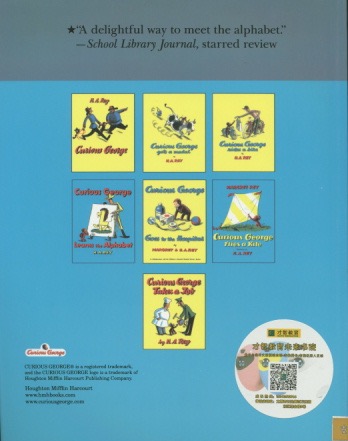 ★“A delightful way to meet the alphabet.”
—School Library Journal, starred review
H. A. Rey
Curious George
Curious George
gets a medal
H. A. REY
Curious George
rides a bike
H. A. REY
Curious George
Learns the Alphabet
H. A. REY
Curious George
Goes to the Hospital
by
MARGRET & H. A. REY
MARGRET REY
Curious George
Flies a Kite
H. A. REY
Curious George
Takes a Job
by H. A. Rey
Curious George
CURIOUS GEORGE® is a registered trademark,
and the CURIOUS GEORGE logo is a trademark of
Houghton Mifflin Harcourt Publishing Company.
Houghton Mifflin Harcourt
www.hmhbooks.com
www.curiousgeorge.com